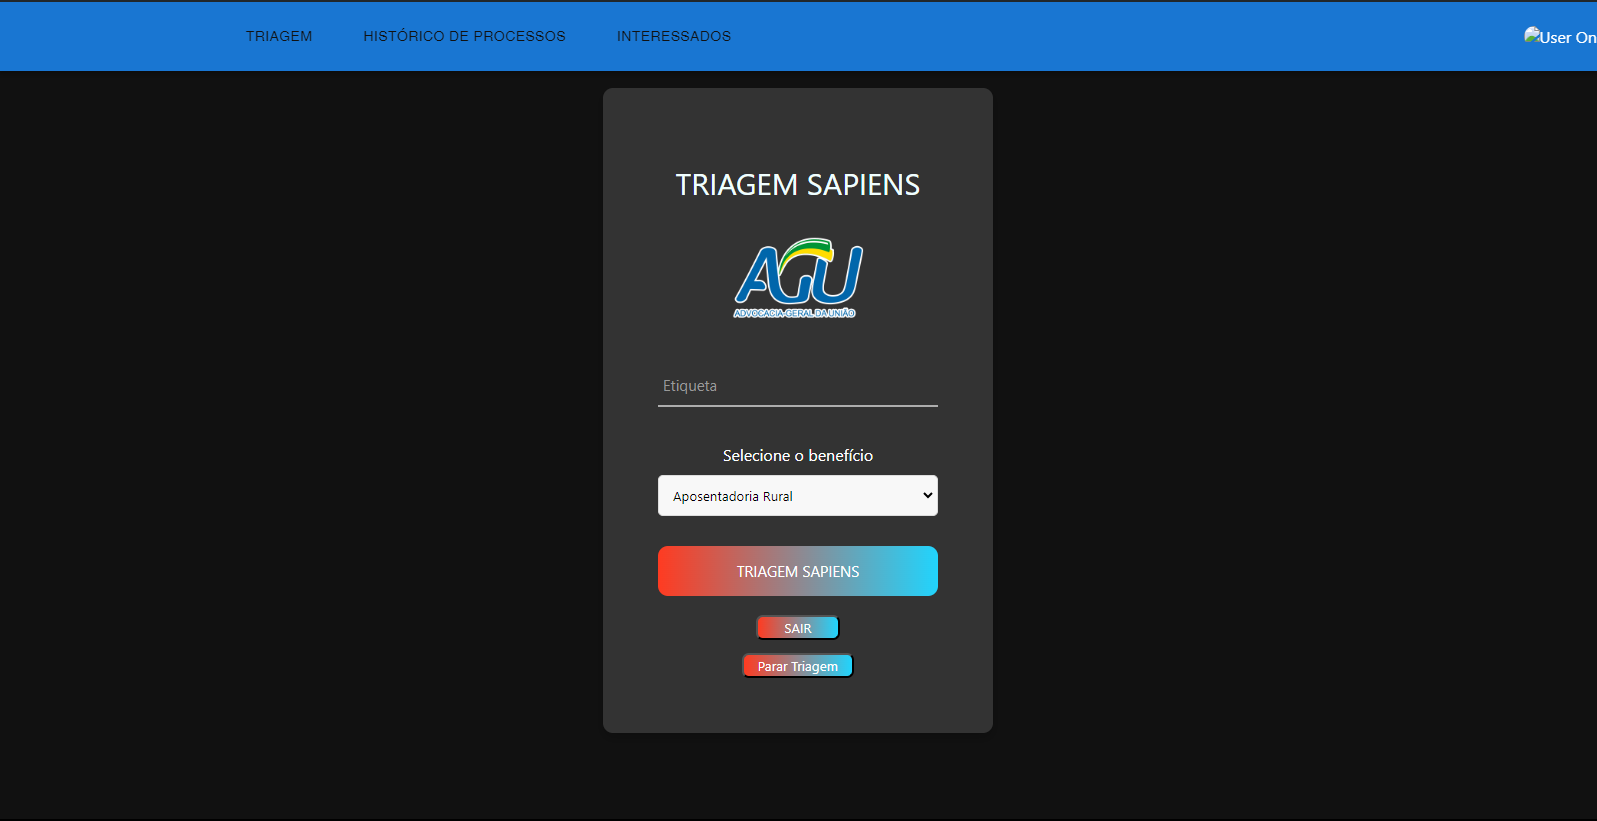 TRIAGEM HISTÓRICO DE PROCESSOS INTERESSADOS User On
TRIAGEM SAPIENS
AGU
ADVOCACIA-GERAL DA UNIÃO
Etiqueta
Selecione o benefício
Aposentadoria Rural
TRIAGEM SAPIENS
SAIR
Parar Triagem